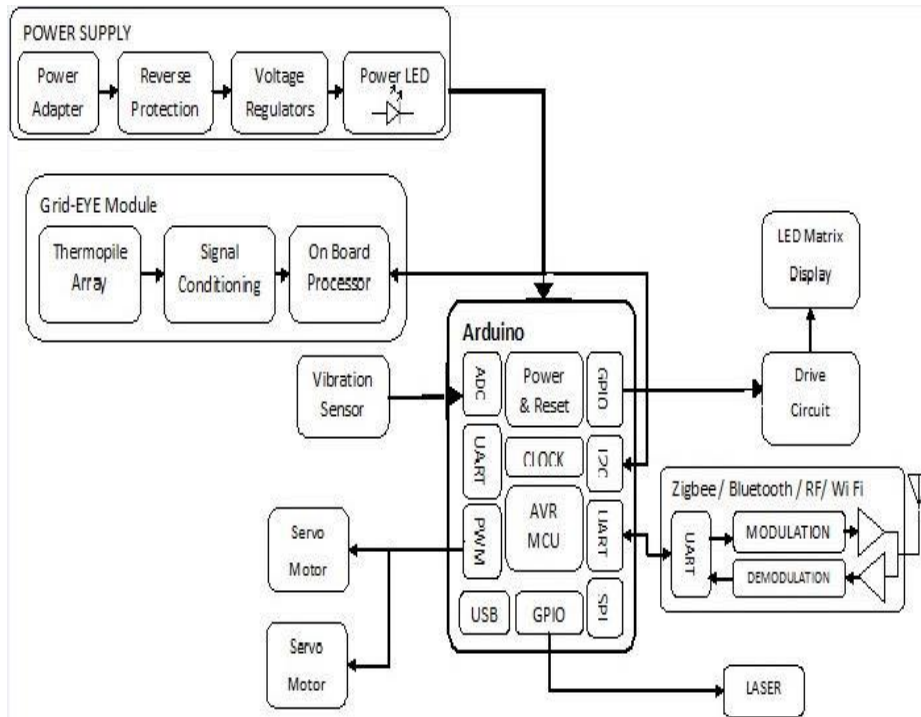 POWER SUPPLY
Power
Adapter
Reverse
Protection
Voltage
Regulators
Power LED
Grid-EYE Module
Thermopile
Array
Signal
Conditioning
On Board
Processor
LED Matrix
Display
Arduino
Vibration
Sensor
ADC
Power
& Reset
GPIO
Drive
Circuit
UART
CLOCK
I2C
Zigbee / Bluetooth / RF/ Wi Fi
AVR
MCU
UART
UART
MODULATION
DEMODULATION
PWM
Servo
Motor
USB
GPIO
SPI
Servo
Motor
LASER